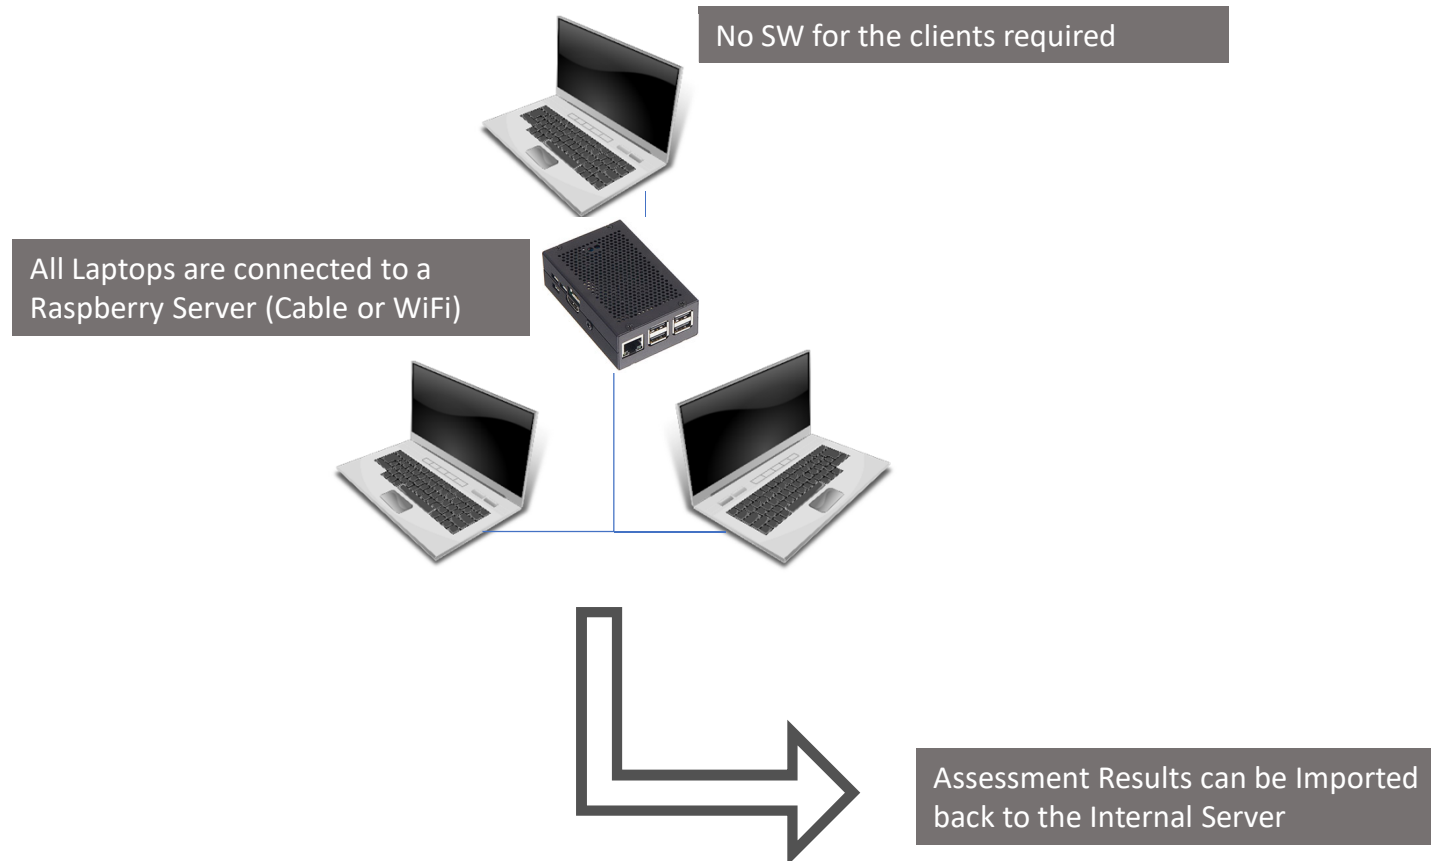 No SW for the clients required
All Laptops are connected to a
Raspberry Server (Cable or WiFi)
Assessment Results can be Imported
back to the Internal Server